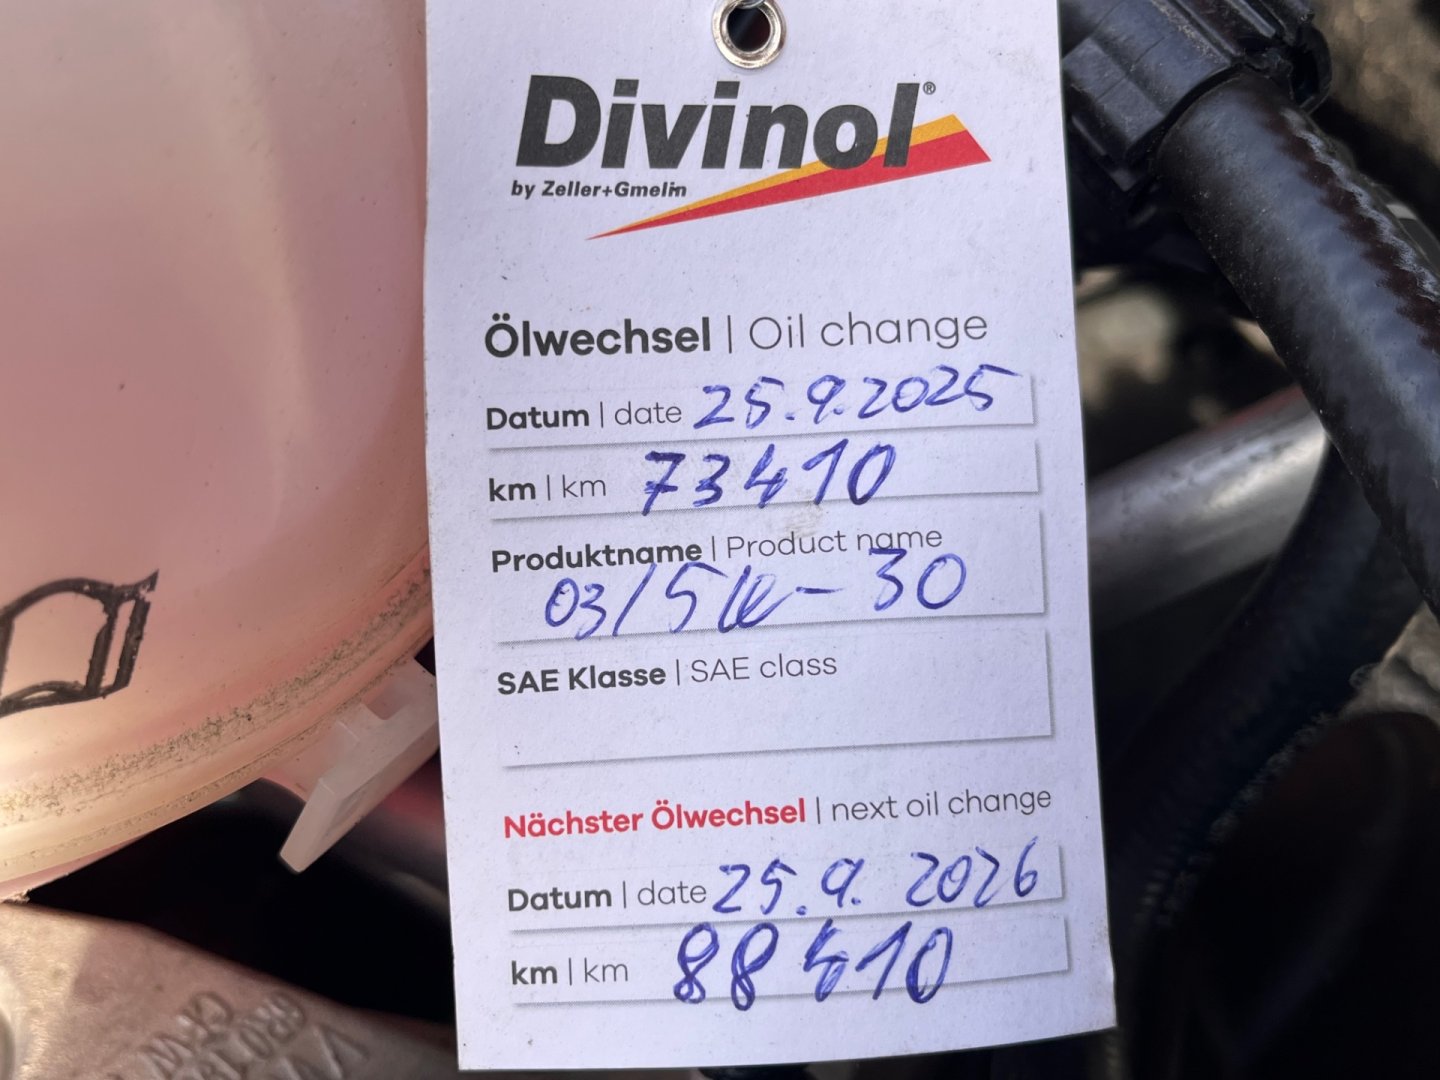 Divinol®
by Zeller+Gmelin
Ölwechsel | Oil change
Datum | date 25.9.2025
km | km 73410
Produktname | Product name
03/5W-30
SAE Klasse | SAE class
Nächster Ölwechsel | next oil change
Datum | date 25.9.2026
km | km 88410